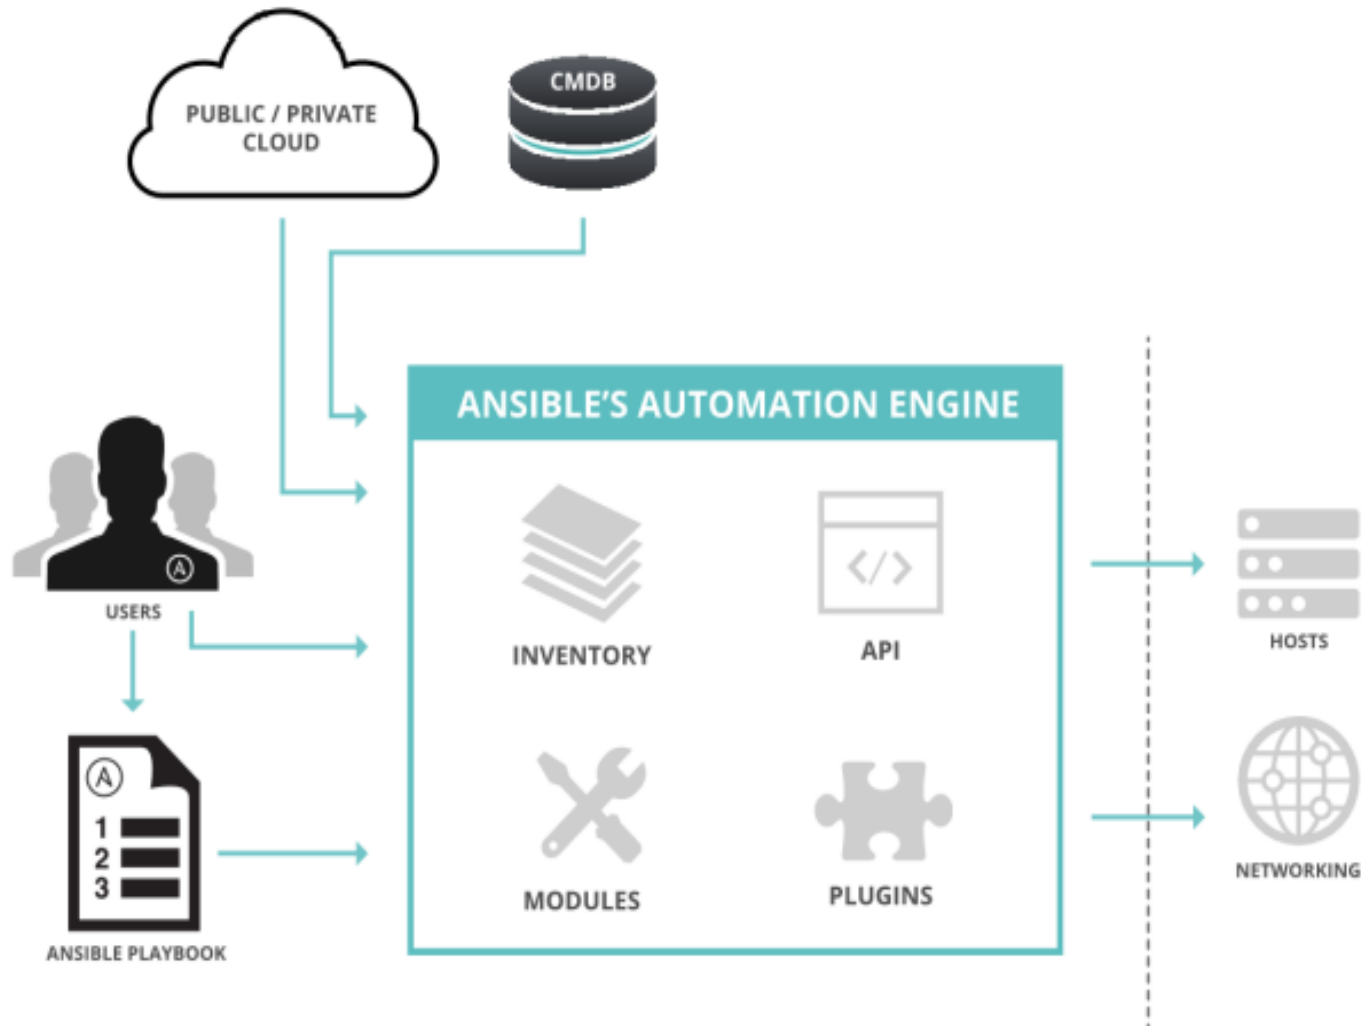 PUBLIC / PRIVATE
CLOUD
CMDB
ANSIBLE'S AUTOMATION ENGINE
INVENTORY
API
MODULES
PLUGINS
USERS
A
A
1
2
3
ANSIBLE PLAYBOOK
HOSTS
NETWORKING